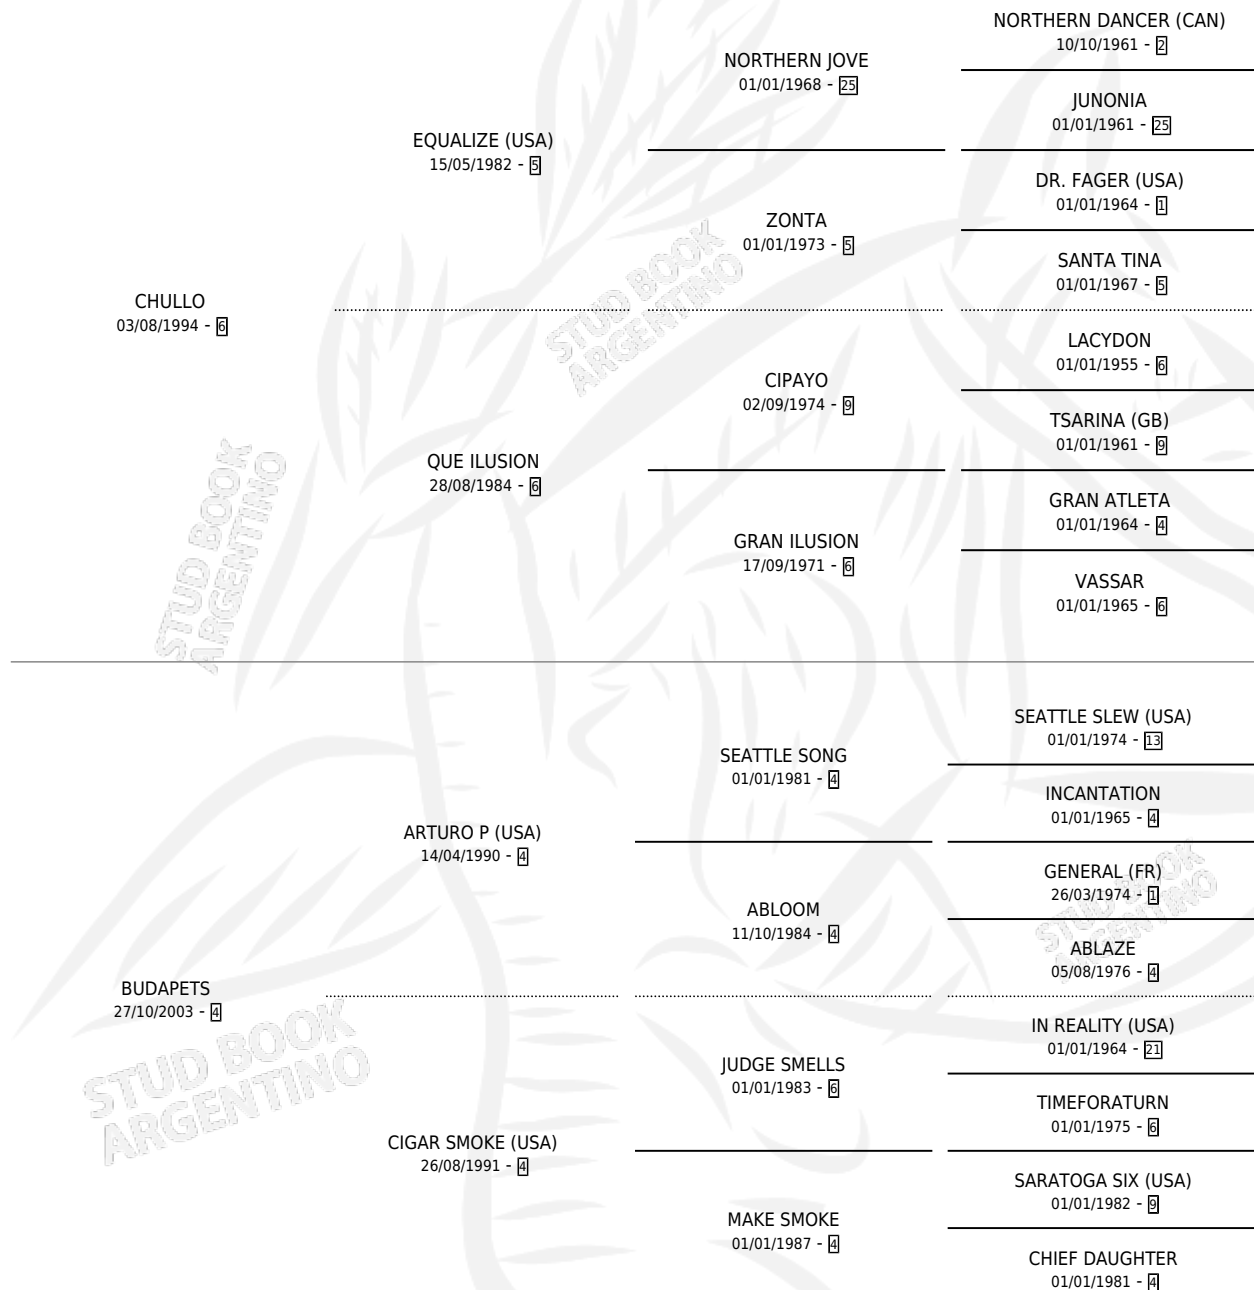 NORTHERN DANCER (CAN)
10/10/1961 - 2
NORTHERN JOVE
01/01/1968 - 25
JUNONIA
01/01/1961 - 25
EQUALIZE (USA)
15/05/1982 - 5
DR. FAGER (USA)
01/01/1964 - 1
ZONTA
01/01/1973 - 5
SANTA TINA
01/01/1967 - 5
CHULLO
03/08/1994 - 6
LACYDON
01/01/1955 - 6
CIPAYO
02/09/1974 - 9
TSARINA (GB)
01/01/1961 - 9
QUE ILUSION
28/08/1984 - 6
GRAN ATLETA
01/01/1964 - 4
GRAN ILUSION
17/09/1971 - 6
VASSAR
01/01/1965 - 6
SEATTLE SLEW (USA)
01/01/1974 - 13
SEATTLE SONG
01/01/1981 - 4
INCANTATION
01/01/1965 - 4
ARTURO P (USA)
14/04/1990 - 4
GENERAL (FR)
26/03/1974 - 1
ABLOOM
11/10/1984 - 4
ABLAZE
05/08/1976 - 4
BUDAPETS
27/10/2003 - 4
IN REALITY (USA)
01/01/1964 - 21
JUDGE SMELLS
01/01/1983 - 6
TIMEFORATURN
01/01/1975 - 6
CIGAR SMOKE (USA)
26/08/1991 - 4
SARATOGA SIX (USA)
01/01/1982 - 9
MAKE SMOKE
01/01/1987 - 4
CHIEF DAUGHTER
01/01/1981 - 4
STUD BOOK
ARGENTINO
STUD BOOK
ARGENTINO
STUD BOOK
ARGENTINO
STUD BOOK
ARGENTINO